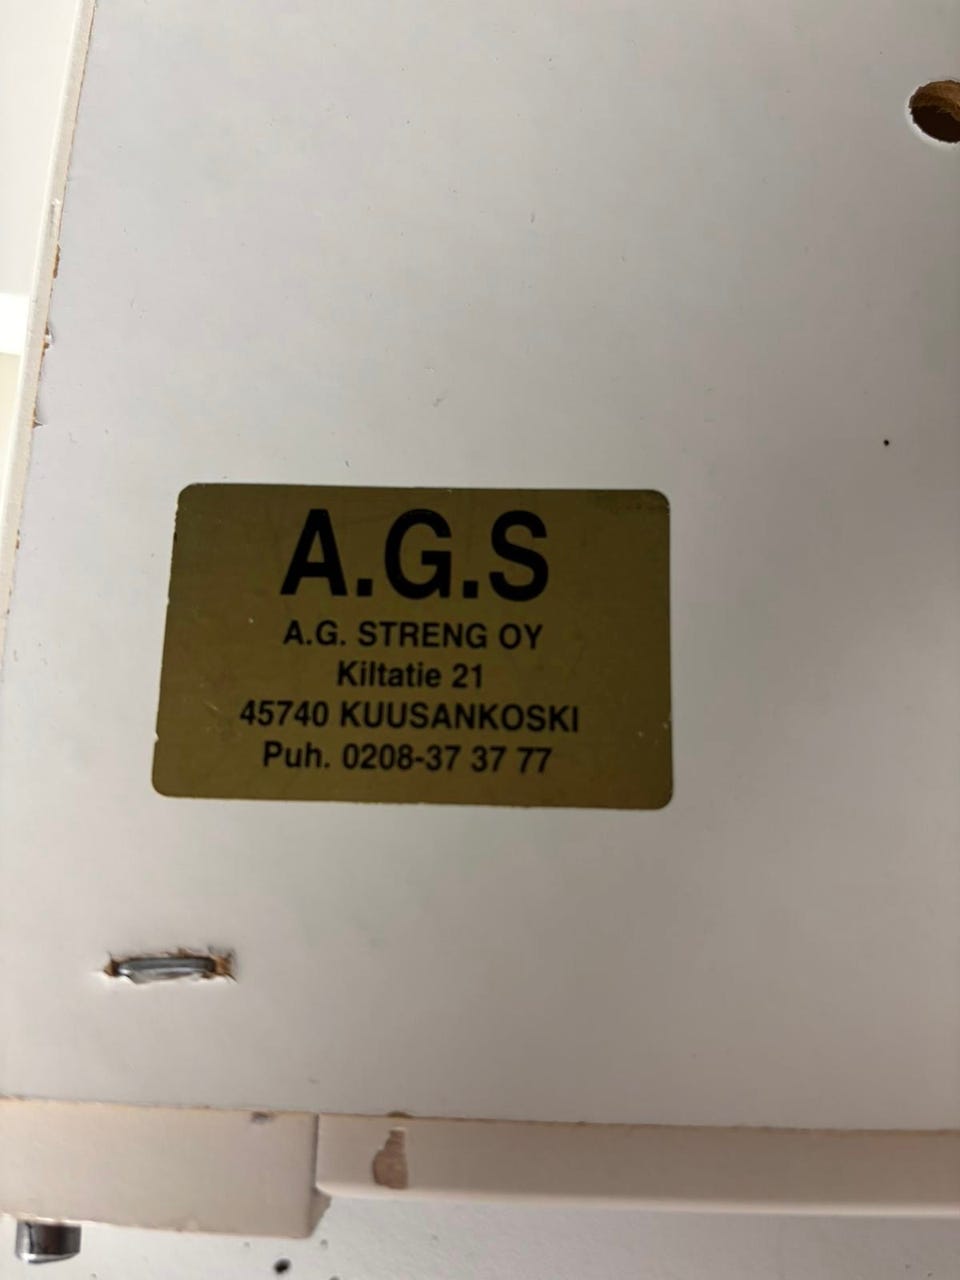 A.G.S
A.G. STRENG OY
Kiltatie 21
45740 KUUSANKOSKI
Puh. 0208-37 37 77